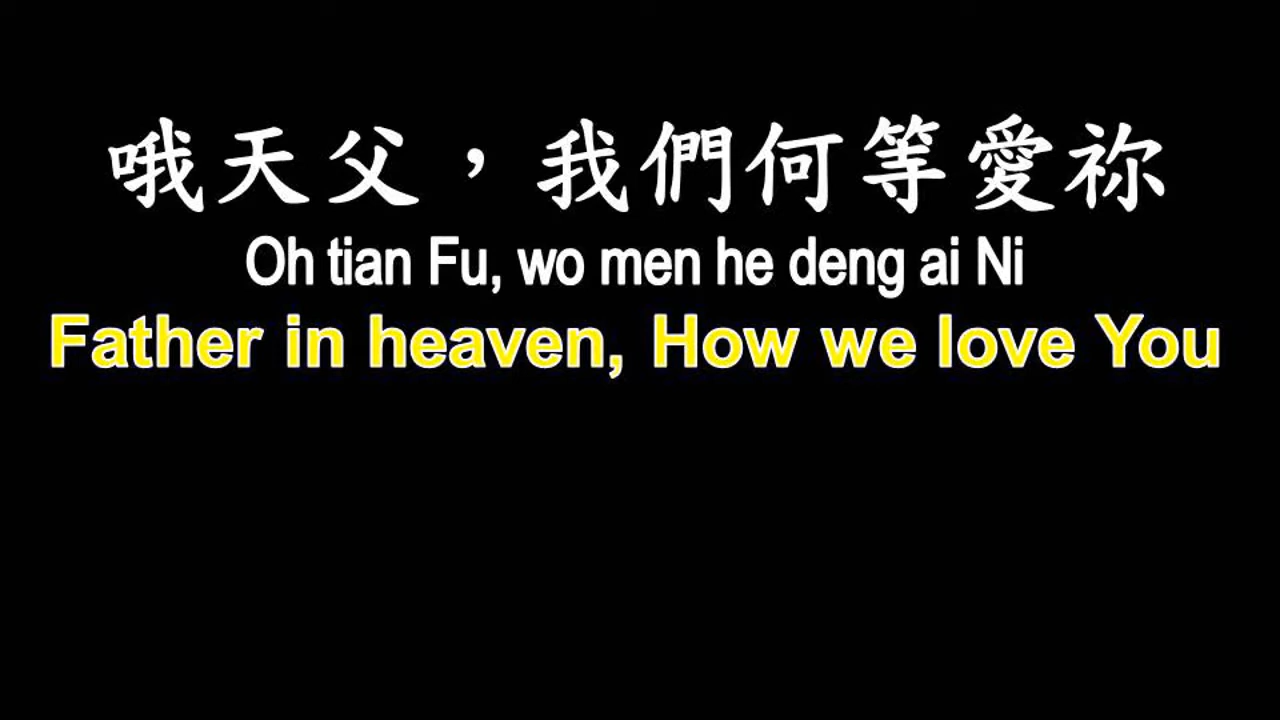 哦天父，我們何等愛祢
Oh tian Fu, wo men he deng ai Ni
Father in heaven, How we love You